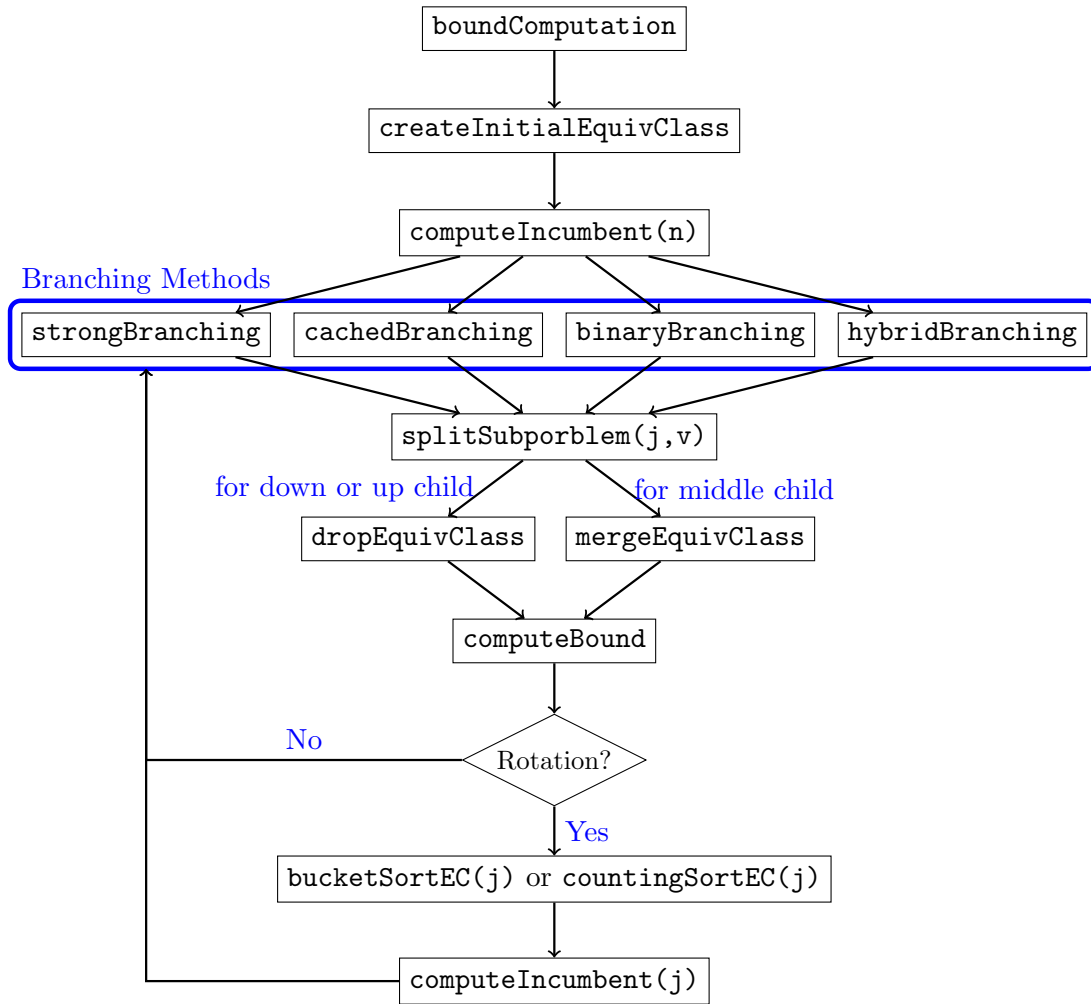 boundComputation
createInitialEquivClass
computeIncumbent(n)
Branching Methods
strongBranching
cachedBranching
binaryBranching
hybridBranching
splitSubporblem(j,v)
for down or up child
for middle child
dropEquivClass
mergeEquivClass
computeBound
No
Rotation?
Yes
bucketSortEC(j) or countingSortEC(j)
computeIncumbent(j)